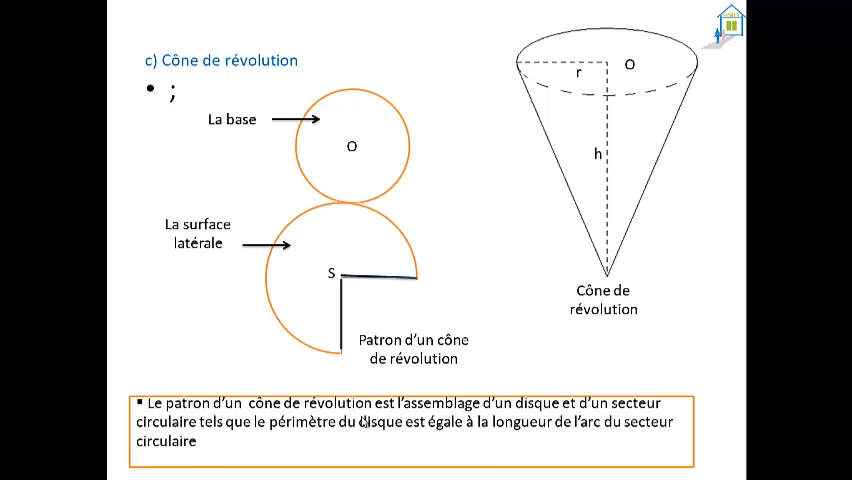 c) Cône de révolution
• ;
La base
O
La surface
latérale
S
Patron d'un cône
de révolution
r
O
h
Cône de
révolution
▪ Le patron d'un cône de révolution est l'assemblage d'un disque et d'un secteur
circulaire tels que le périmètre du disque est égale à la longueur de l'arc du secteur
circulaire